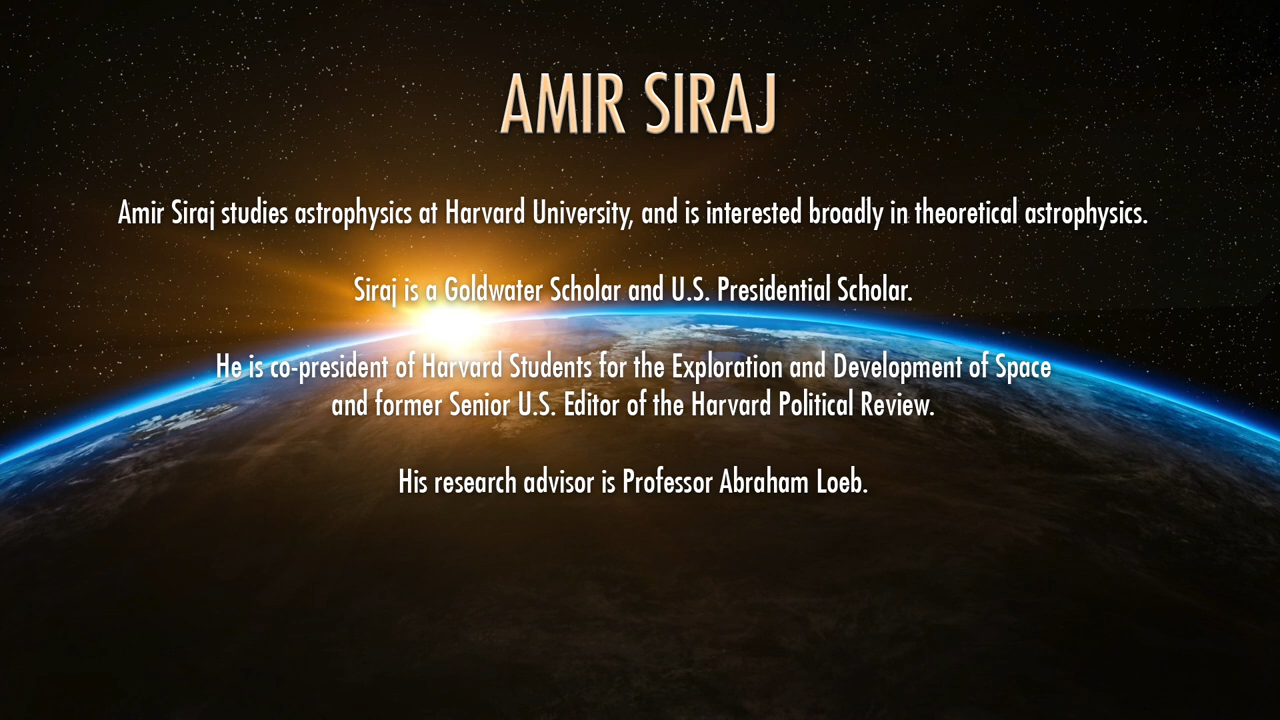 AMIR SIRAJ
Amir Siraj studies astrophysics at Harvard University, and is interested broadly in theoretical astrophysics.
Siraj is a Goldwater Scholar and U.S. Presidential Scholar.
He is co-president of Harvard Students for the Exploration and Development of Space
and former Senior U.S. Editor of the Harvard Political Review.
His research advisor is Professor Abraham Loeb.